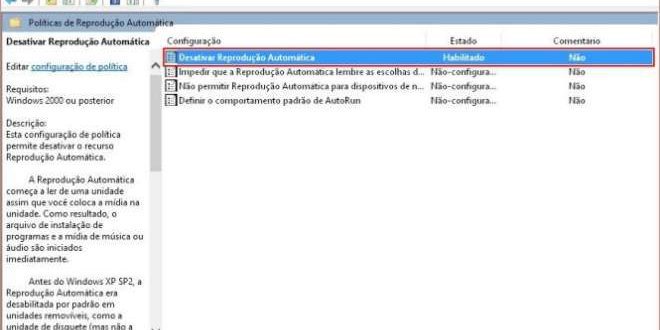 Políticas de Reprodução Automática
Desativar Reprodução Automática
Editar configuração de política
Requisitos:
Windows 2000 ou posterior
Descrição:
Esta configuração de política
permite desativar o recurso
Reprodução Automática.
A Reprodução Automática
começa a ler de uma unidade
assim que você coloca a mídia na
unidade. Como resultado, o
arquivo de instalação de
programas e a mídia de música ou
áudio são iniciados
imediatamente.
Antes do Windows XP SP2, a
Reprodução Automática era
desabilitada por padrão em
unidades removíveis, como a
unidade de disquete (mas não a
Configuração Estado Comentário
Desativar Reprodução Automática Habilitado Não
Impedir que a Reprodução Automática lembre as escolhas d... Não-configura... Não
Não permitir Reprodução Automática para dispositivos de n... Não-configura... Não
Definir o comportamento padrão de AutoRun Não-configura... Não